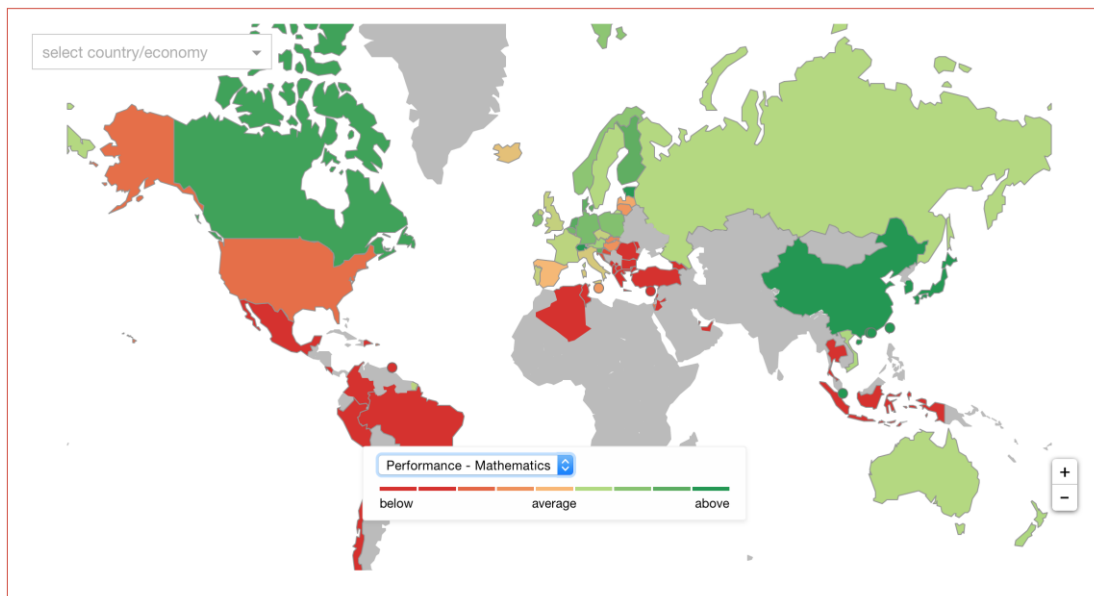 select country/economy
Performance - Mathematics
below average above
+
−